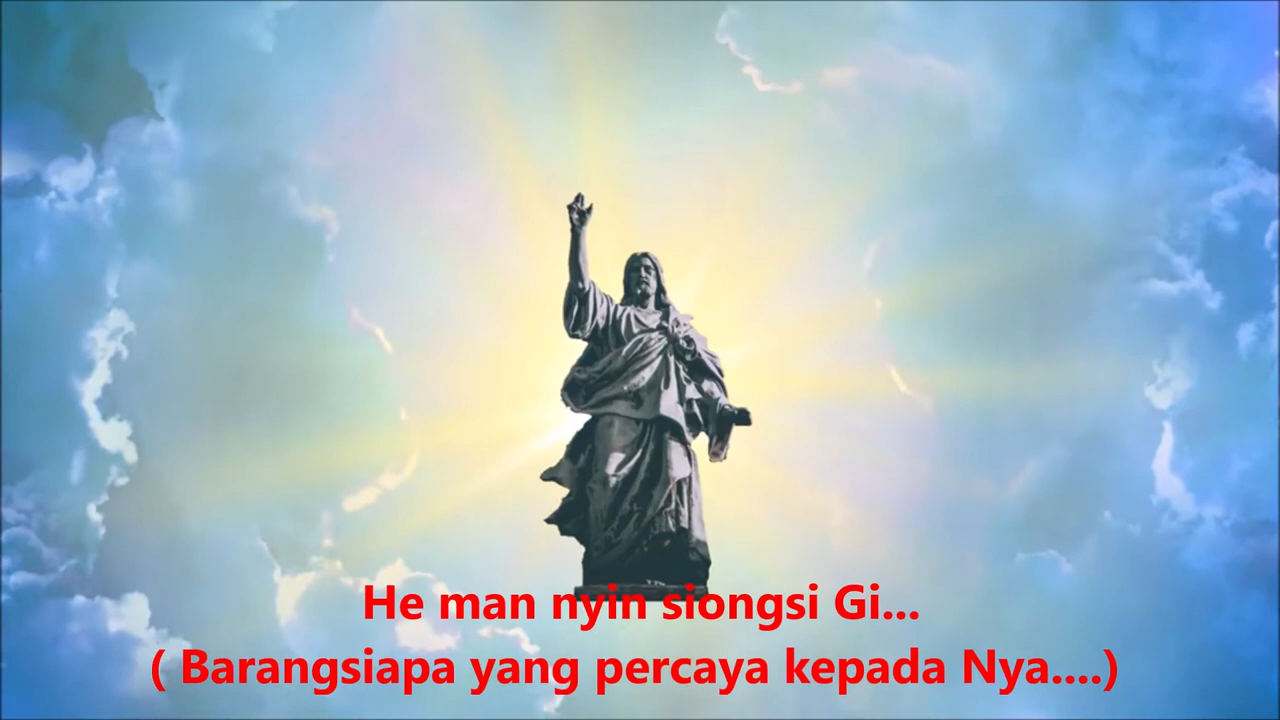 He man nyin siongsi Gi...
( Barangsiapa yang percaya kepada Nya....)